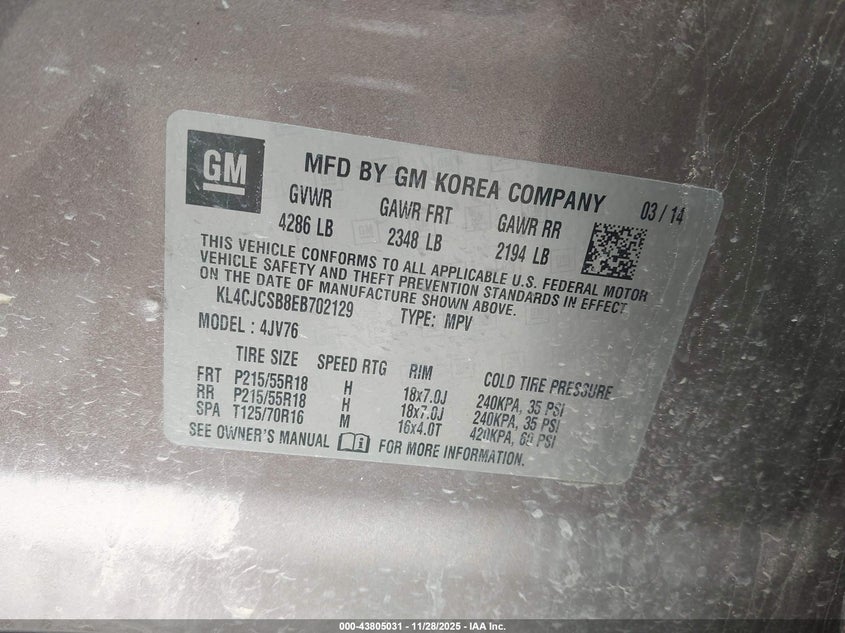 GM
MFD BY GM KOREA COMPANY 03 / 14
GVWR GAWR FRT GAWR RR
4286 LB 2348 LB 2194 LB
THIS VEHICLE CONFORMS TO ALL APPLICABLE U.S. FEDERAL MOTOR
VEHICLE SAFETY AND THEFT PREVENTION STANDARDS IN EFFECT
ON THE DATE OF MANUFACTURE SHOWN ABOVE.
KL4CJCSB8EB702129 TYPE: MPV
MODEL : 4JV76
TIRE SIZE SPEED RTG RIM COLD TIRE PRESSURE
FRT P215/55R18 H 18x7.0J 240KPA, 35 PSI
RR P215/55R18 H 18x7.0J 240KPA, 35 PSI
SPA T125/70R16 M 16x4.0T 420KPA, 60 PSI
SEE OWNER'S MANUAL FOR MORE INFORMATION.
000-43805031 - 11/28/2025 - IAA Inc.